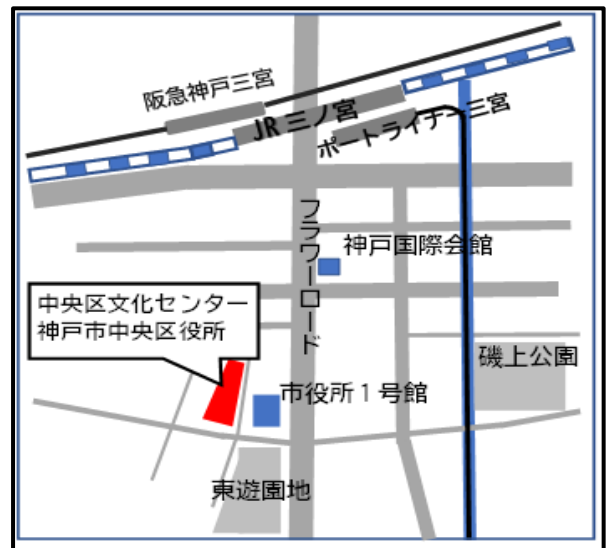 阪急神戸三宮
JR三ノ宮
ポートライナー三宮
フラワーロード
神戸国際会館
中央区文化センター
神戸市中央区役所
磯上公園
市役所１号館
東遊園地